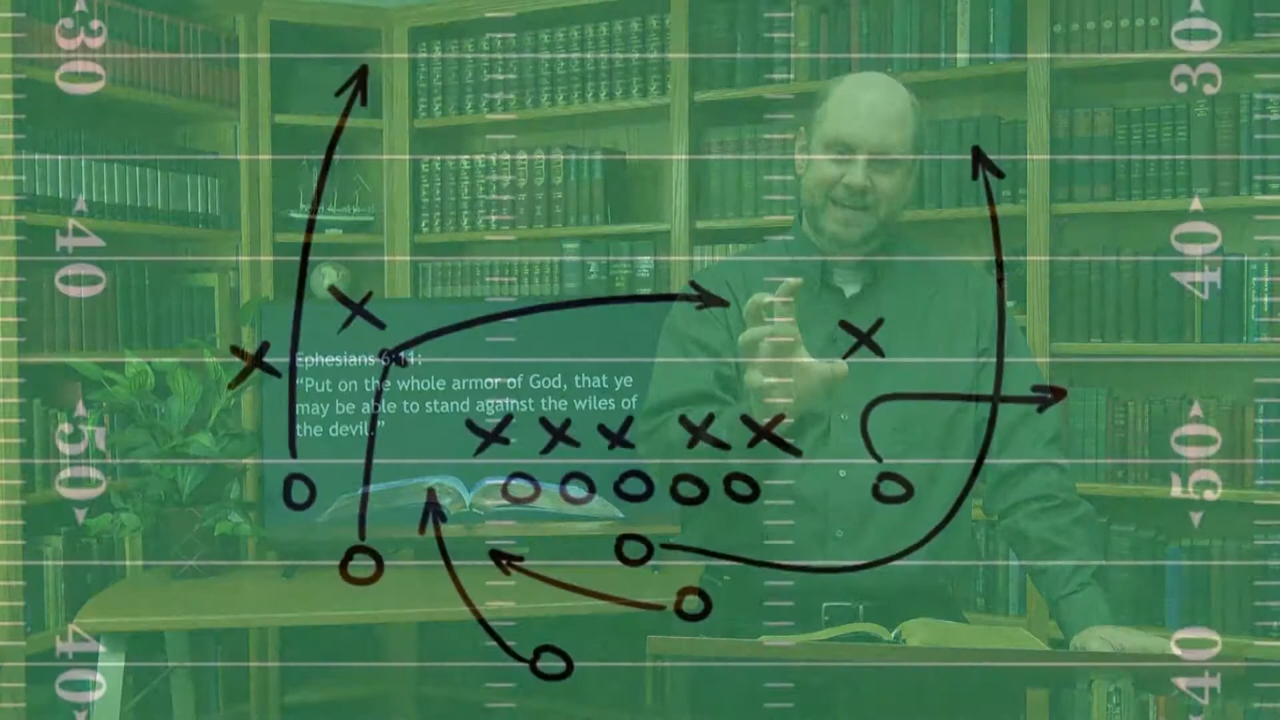 30
30
40
40
Ephesians 6:11:
“Put on the whole armor of God, that ye
may be able to stand against the wiles of
the devil.”
50
50
40
40
X
X
X
X X X X X
O
O O O O O
O
O
O
O
O